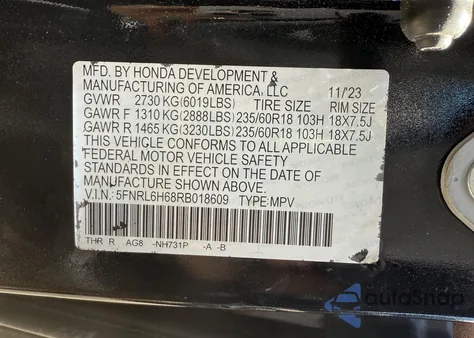 MFD. BY HONDA DEVELOPMENT &
MANUFACTURING OF AMERICA, LLC 11/'23
GVWR 2730 KG(6019LBS) TIRE SIZE RIM SIZE
GAWR F 1310 KG(2888LBS) 235/60R18 103H 18X7.5J
GAWR R 1465 KG(3230LBS) 235/60R18 103H 18X7.5J
THIS VEHICLE CONFORMS TO ALL APPLICABLE
FEDERAL MOTOR VEHICLE SAFETY
STANDARDS IN EFFECT ON THE DATE OF
MANUFACTURE SHOWN ABOVE.
V.I.N.: 5FNRL6H68RB018609 TYPE:MPV
THR R AG8 -NH731P -A -B
AutoSnap